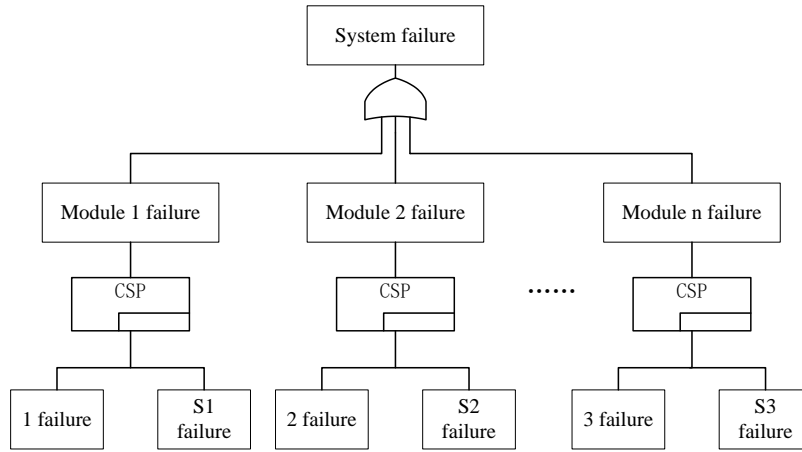 System failure
Module 1 failure
Module 2 failure
Module n failure
CSP
CSP
......
CSP
1 failure
S1
failure
2 failure
S2
failure
3 failure
S3
failure